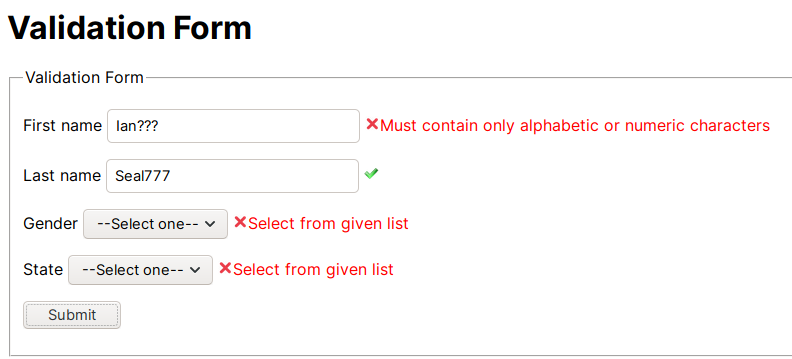 Validation Form
Validation Form
First name Ian??? Must contain only alphabetic or numeric characters
Last name Seal777
Gender --Select one-- Select from given list
State --Select one-- Select from given list
Submit